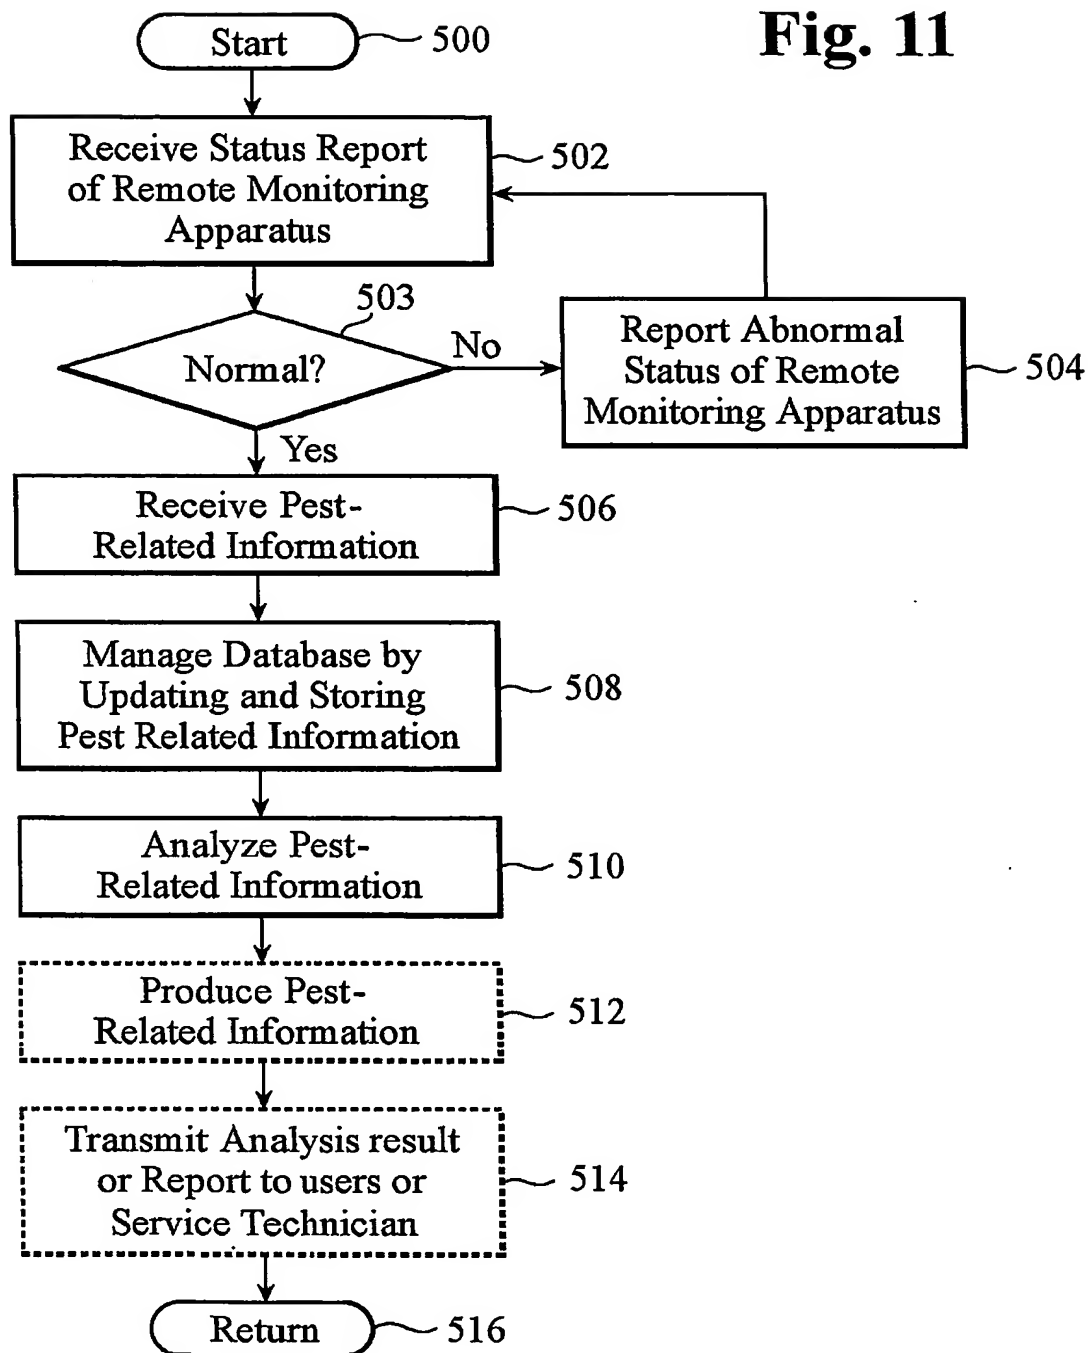 Fig. 11
Start
500
Receive Status Report
of Remote Monitoring
Apparatus
502
503
Normal?
No
Report Abnormal
Status of Remote
Monitoring Apparatus
504
Yes
Receive Pest-
Related Information
506
Manage Database by
Updating and Storing
Pest Related Information
508
Analyze Pest-
Related Information
510
Produce Pest-
Related Information
512
Transmit Analysis result
or Report to users or
Service Technician
514
Return
516